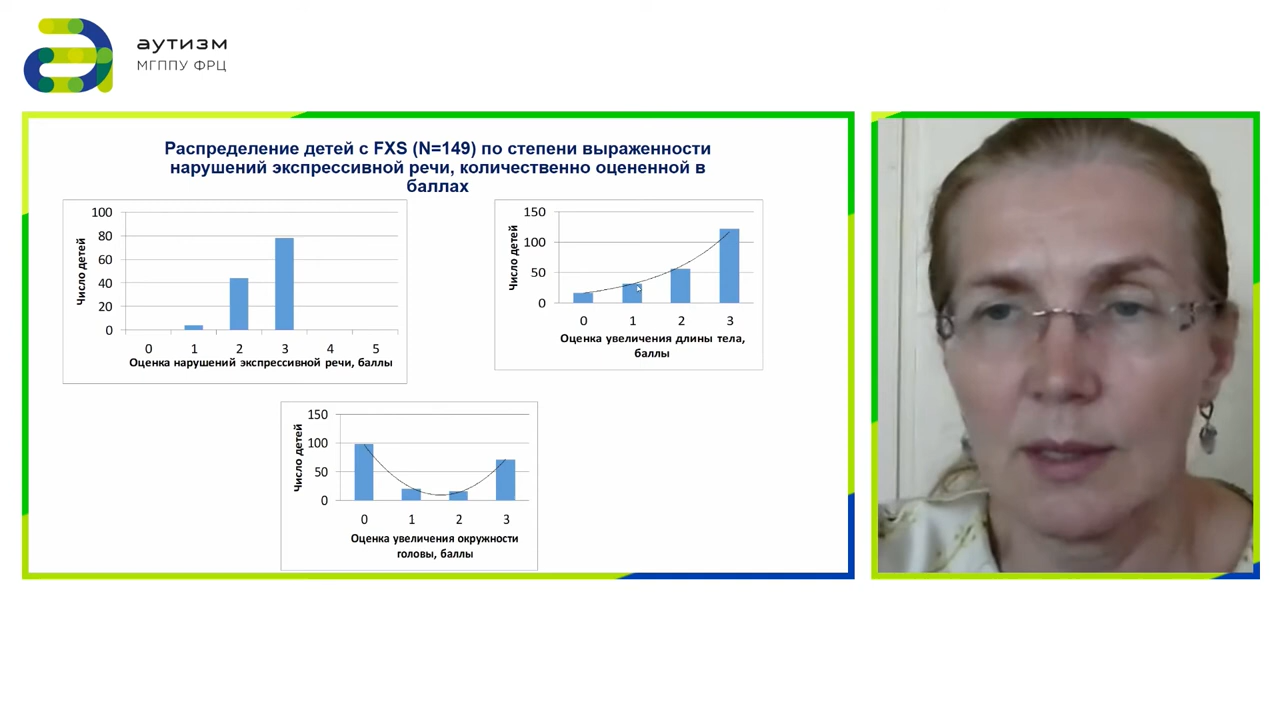 аутизм
МГППУ ФРЦ
Распределение детей с FXS (N=149) по степени выраженности
нарушений экспрессивной речи, количественно оцененной в
баллах
100
80
60
40
20
0
Число детей
0 1 2 3 4 5
Оценка нарушений экспрессивной речи, баллы
150
100
50
0
Число детей
0 1 2 3
Оценка увеличения длины тела,
баллы
150
100
50
0
Число детей
0 1 2 3
Оценка увеличения окружности
головы, баллы